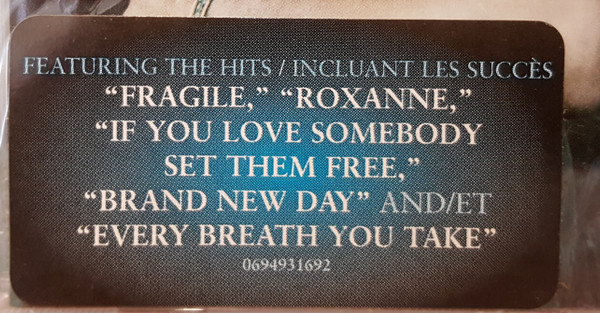 FEATURING THE HITS / INCLUANT LES SUCCÈS
“FRAGILE,” “ROXANNE,”
“IF YOU LOVE SOMEBODY
SET THEM FREE,”
“BRAND NEW DAY” AND/ET
“EVERY BREATH YOU TAKE”
0694931692